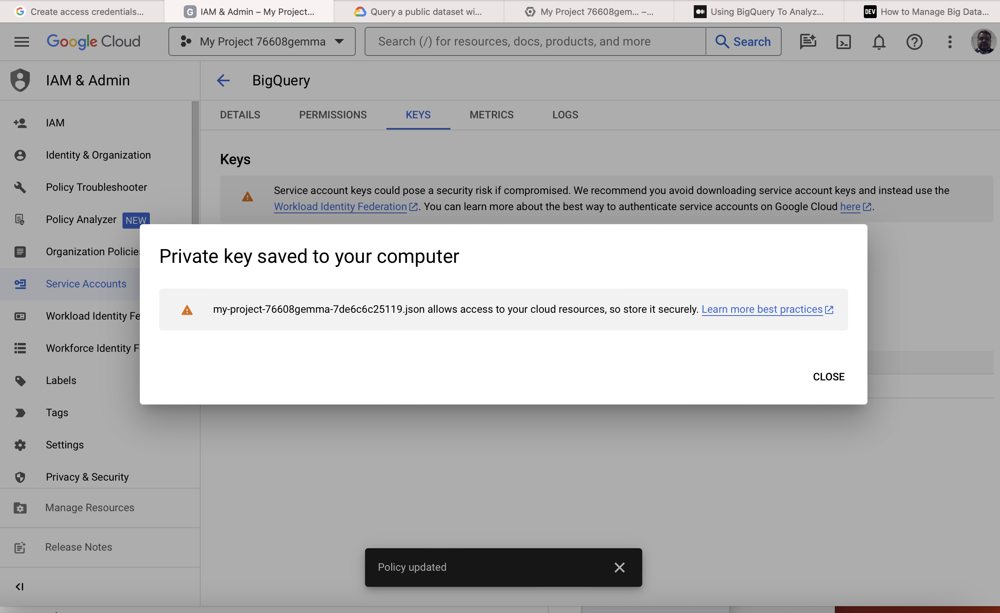 Create access credentials...
G IAM & Admin – My Project...
Query a public dataset wi...
My Project 76608gem... –...
Using BigQuery To Analyz...
DEV How to Manage Big Data...
Google Cloud
My Project 76608gemma
Search (/) for resources, docs, products, and more
Search
IAM & Admin
BigQuery
DETAILS
PERMISSIONS
KEYS
METRICS
LOGS
IAM
Identity & Organization
Policy Troubleshooter
Policy Analyzer NEW
Organization Policies
Service Accounts
Workload Identity Fe
Workforce Identity F
Labels
Tags
Settings
Privacy & Security
Manage Resources
Release Notes
Keys
Service account keys could pose a security risk if compromised. We recommend you avoid downloading service account keys and instead use the
Workload Identity Federation. You can learn more about the best way to authenticate service accounts on Google Cloud here.
Private key saved to your computer
my-project-76608gemma-7de6c6c25119.json allows access to your cloud resources, so store it securely. Learn more best practices
CLOSE
Policy updated